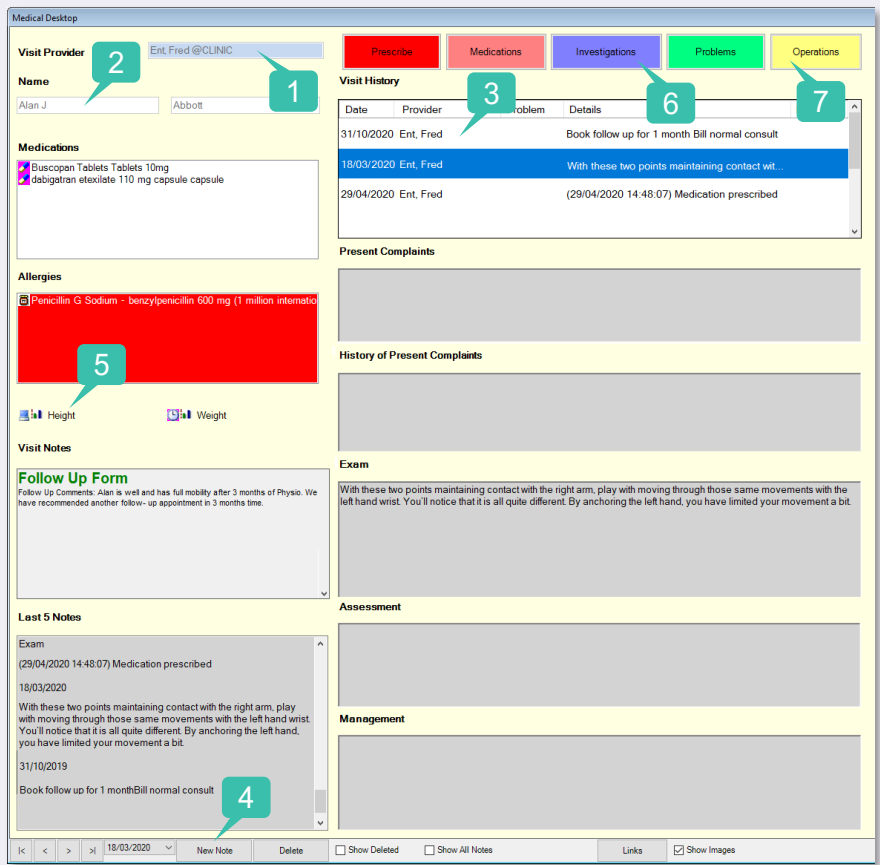 Medical Desktop
Visit Provider
Ent, Fred @CLINIC
1
2
Name
Alan J
Abbott
Medications
Buscopan Tablets Tablets 10mg
dabigatran etexilate 110 mg capsule capsule
Allergies
Penicillin G Sodium - benzylpenicillin 600 mg (1 million internatio
5
Height
Weight
Visit Notes
Follow Up Form
Follow Up Comments: Alan is well and has full mobility after 3 months of Physio. We
have recommended another follow- up appointment in 3 months time.
Last 5 Notes
Exam
(29/04/2020 14:48:07) Medication prescribed
18/03/2020
With these two points maintaining contact with the right arm, play
with moving through those same movements with the left hand wrist.
You'll notice that it is all quite different. By anchoring the left hand,
you have limited your movement a bit.
31/10/2019
Book follow up for 1 monthBill normal consult
4
Prescribe
Medications
Investigations
Problems
Operations
Visit History
3
6
7
Date Provider Problem Details
31/10/2020 Ent, Fred Book follow up for 1 month Bill normal consult
18/03/2020 Ent, Fred With these two points maintaining contact wit...
29/04/2020 Ent, Fred (29/04/2020 14:48:07) Medication prescribed
Present Complaints
History of Present Complaints
Exam
With these two points maintaining contact with the right arm, play with moving through those same movements with the
left hand wrist. You'll notice that it is all quite different. By anchoring the left hand, you have limited your movement a bit.
Assessment
Management
|< < > >| 18/03/2020 New Note Delete Show Deleted Show All Notes Links Show Images